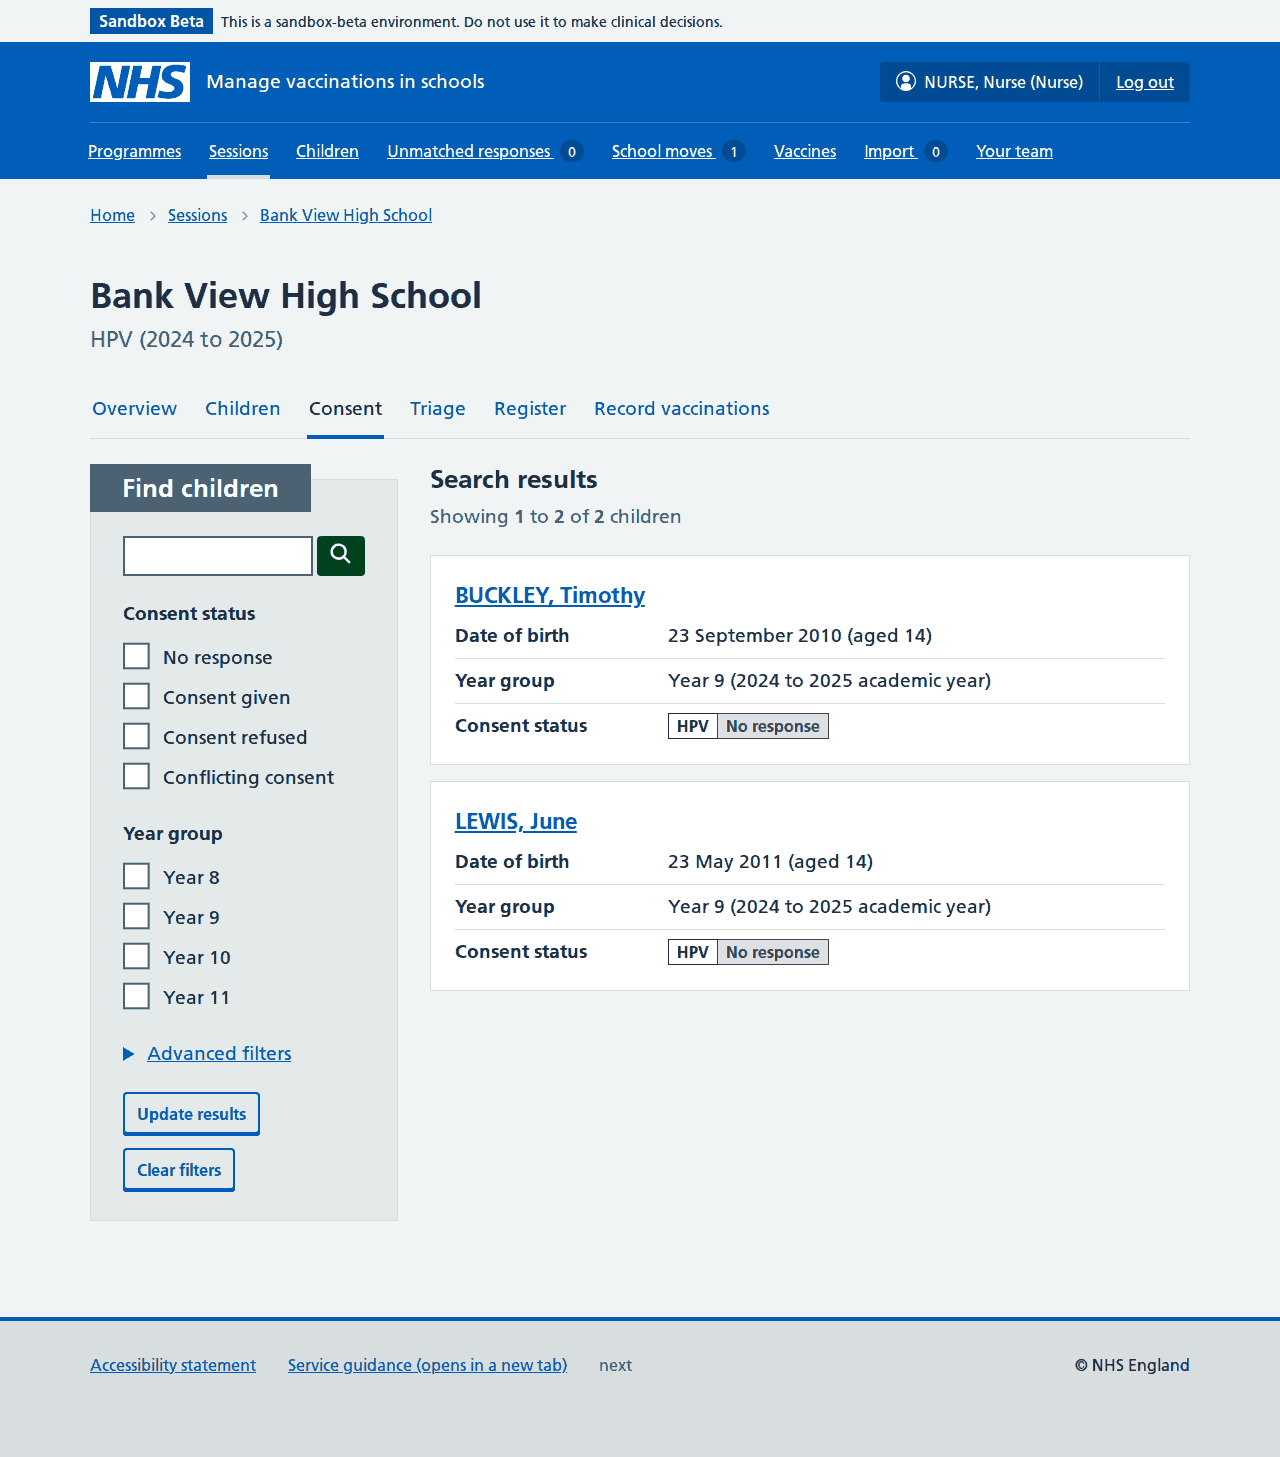 Sandbox Beta This is a sandbox-beta environment. Do not use it to make clinical decisions.
NHS Manage vaccinations in schools NURSE, Nurse (Nurse) Log out
Programmes Sessions Children Unmatched responses 0 School moves 1 Vaccines Import 0 Your team
Home Sessions Bank View High School
Bank View High School
HPV (2024 to 2025)
Overview Children Consent Triage Register Record vaccinations
Find children
Consent status
No response
Consent given
Consent refused
Conflicting consent
Year group
Year 8
Year 9
Year 10
Year 11
Advanced filters
Update results
Clear filters
Search results
Showing 1 to 2 of 2 children
BUCKLEY, Timothy
Date of birth 23 September 2010 (aged 14)
Year group Year 9 (2024 to 2025 academic year)
Consent status HPV No response
LEWIS, June
Date of birth 23 May 2011 (aged 14)
Year group Year 9 (2024 to 2025 academic year)
Consent status HPV No response
Accessibility statement Service guidance (opens in a new tab) next © NHS England